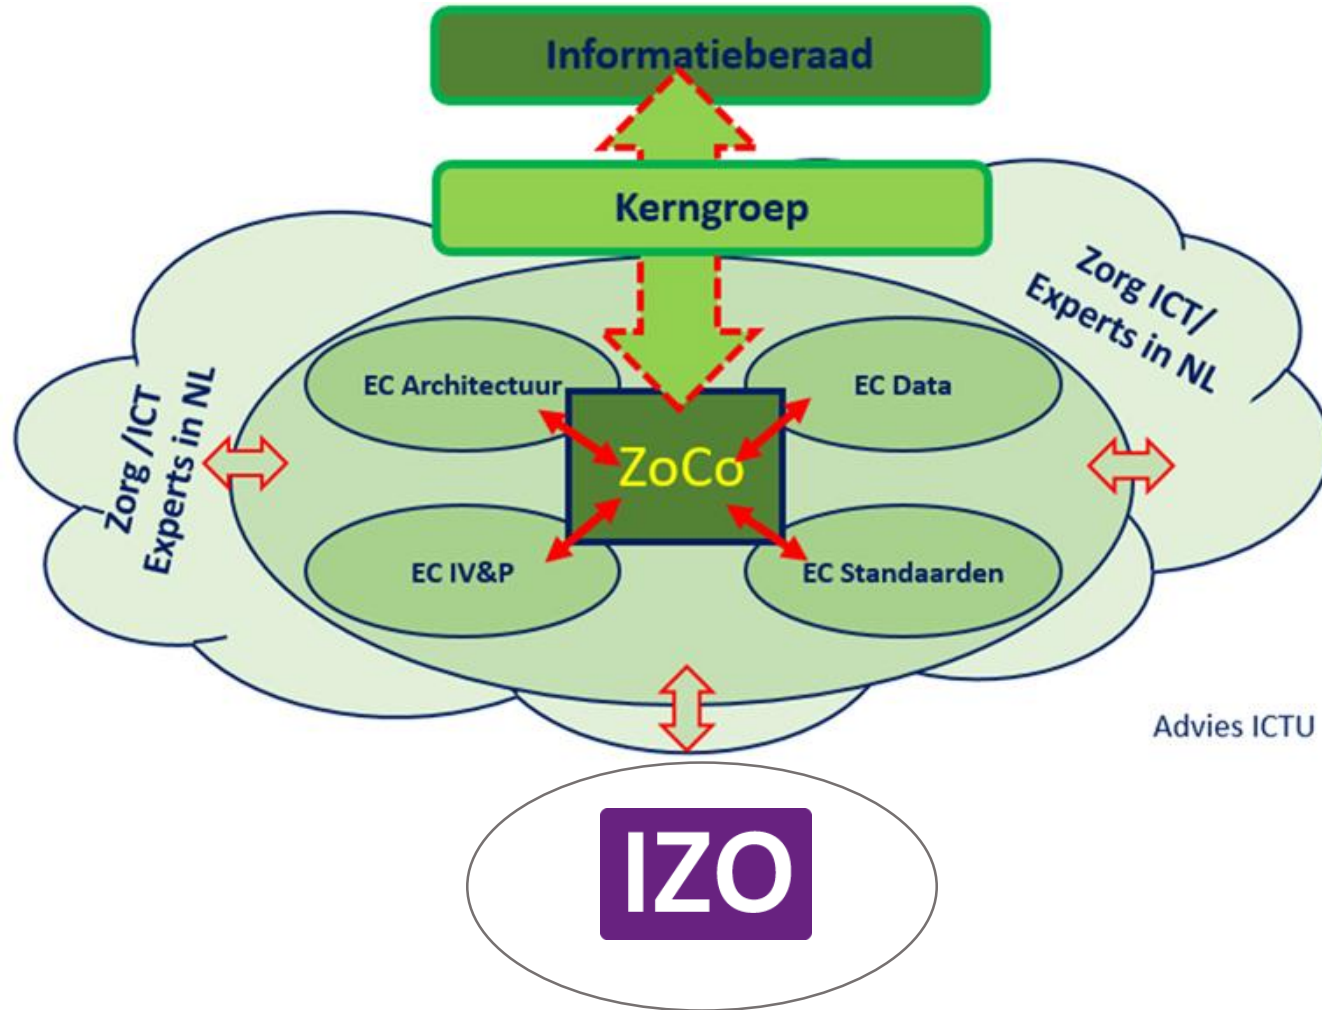 Informatieberaad
Kerngroep
Zorg ICT/
Experts in NL
Zorg /ICT
Experts in NL
EC Architectuur
EC Data
ZoCo
EC IV&P
EC Standaarden
Advies ICTU
IZO